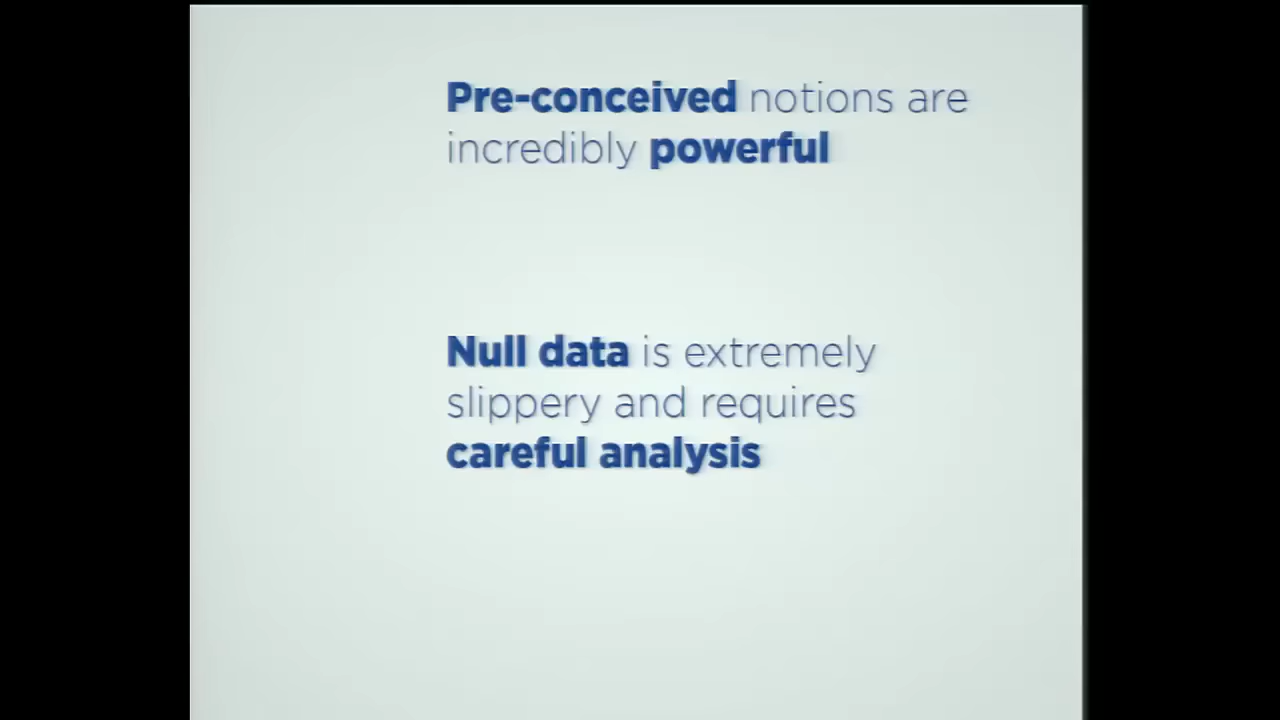 Pre-conceived notions are
incredibly powerful
Null data is extremely
slippery and requires
careful analysis